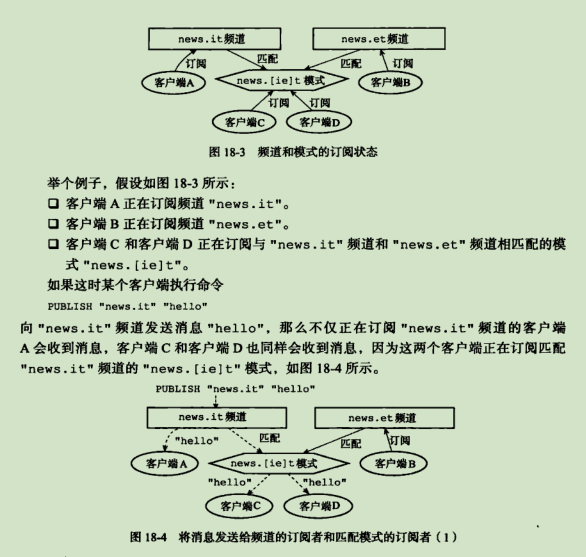 news.it频道 news.et频道
订阅 匹配 匹配 订阅
客户端A news.[ie]t模式 客户端B
订阅 订阅
客户端C 客户端D
图 18-3 频道和模式的订阅状态
举个例子，假设如图 18-3 所示：
❑ 客户端 A 正在订阅频道 "news.it"。
❑ 客户端 B 正在订阅频道 "news.et"。
❑ 客户端 C 和客户端 D 正在订阅与 "news.it" 频道和 "news.et" 频道相匹配的模
式 "news.[ie]t"。
如果这时某个客户端执行命令
PUBLISH "news.it" "hello"
向 "news.it" 频道发送消息 "hello"，那么不仅正在订阅 "news.it" 频道的客户端
A 会收到消息，客户端 C 和客户端 D 也同样会收到消息，因为这两个客户端正在订阅匹配
"news.it" 频道的 "news.[ie]t" 模式，如图 18-4 所示。
PUBLISH "news.it" "hello"
news.it频道 news.et频道
"hello" 匹配 匹配 订阅
客户端A news.[ie]t模式 客户端B
"hello" "hello"
客户端C 客户端D
图 18-4 将消息发送给频道的订阅者和匹配模式的订阅者（1）